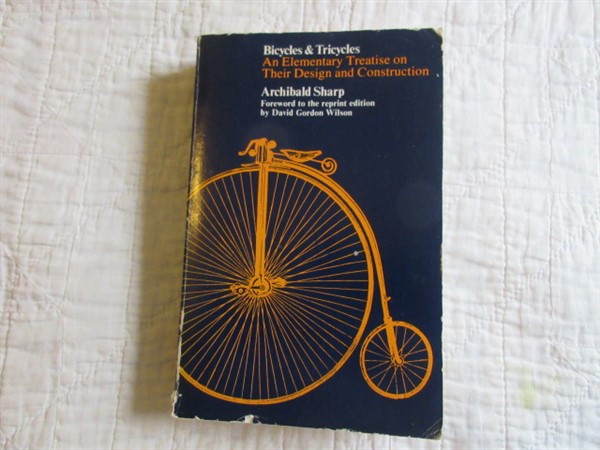 Bicycles & Tricycles
An Elementary Treatise on
Their Design and Construction
Archibald Sharp
Foreword to the reprint edition
by David Gordon Wilson